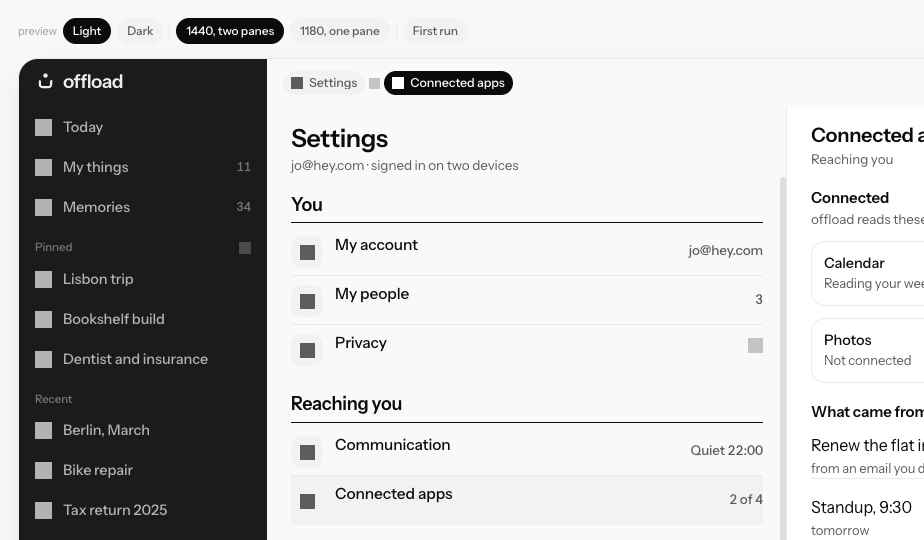 preview Light Dark 1440, two panes 1180, one pane First run
offload
Today
My things 11
Memories 34
Pinned
Lisbon trip
Bookshelf build
Dentist and insurance
Recent
Berlin, March
Bike repair
Tax return 2025
Settings Connected apps
Settings
jo@hey.com · signed in on two devices
You
My account jo@hey.com
My people 3
Privacy
Reaching you
Communication Quiet 22:00
Connected apps 2 of 4
Connected a
Reaching you
Connected
offload reads these
Calendar
Reading your wee
Photos
Not connected
What came from
Renew the flat i
from an email you d
Standup, 9:30
tomorrow